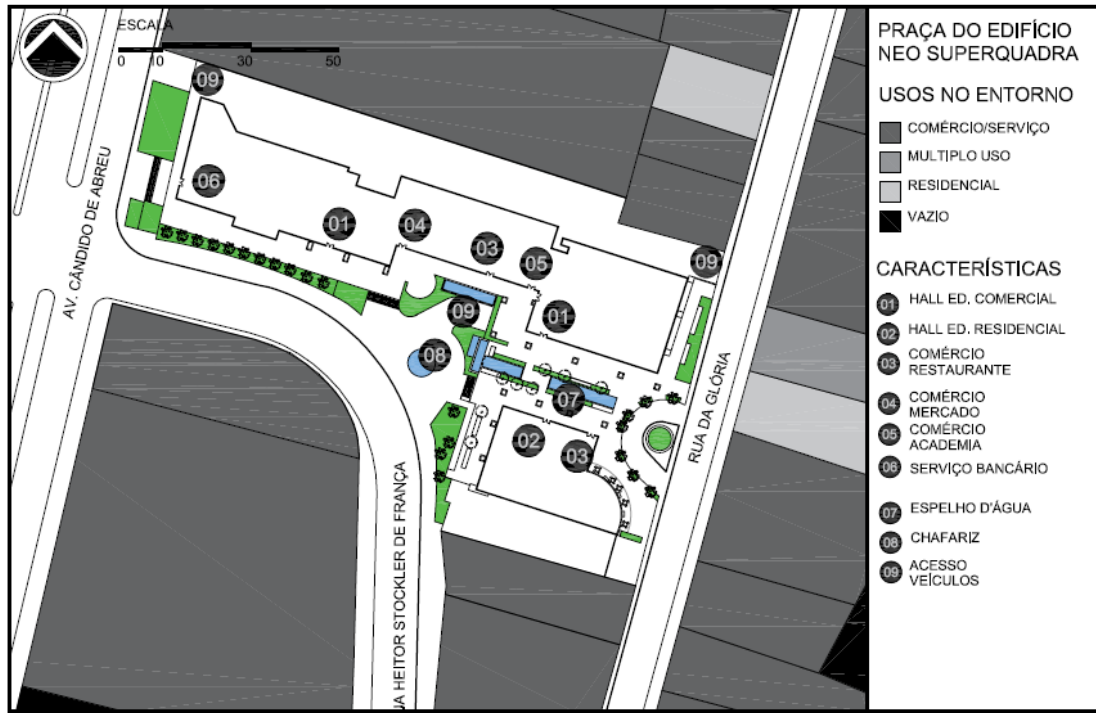 ESCALA
0 10 30 50
AV. CÂNDIDO DE ABREU
NA HEITOR STOCKLER DE FRANÇA
RUA DA GLÓRIA
09
06
01
04
03
05
09
09
01
08
07
02
03
PRAÇA DO EDIFÍCIO
NEO SUPERQUADRA
USOS NO ENTORNO
COMÉRCIO/SERVIÇO
MULTIPLO USO
RESIDENCIAL
VAZIO
CARACTERÍSTICAS
01 HALL ED. COMERCIAL
02 HALL ED. RESIDENCIAL
03 COMÉRCIO
RESTAURANTE
04 COMÉRCIO
MERCADO
05 COMÉRCIO
ACADEMIA
06 SERVIÇO BANCÁRIO
07 ESPELHO D'ÁGUA
08 CHAFARIZ
09 ACESSO
VEÍCULOS